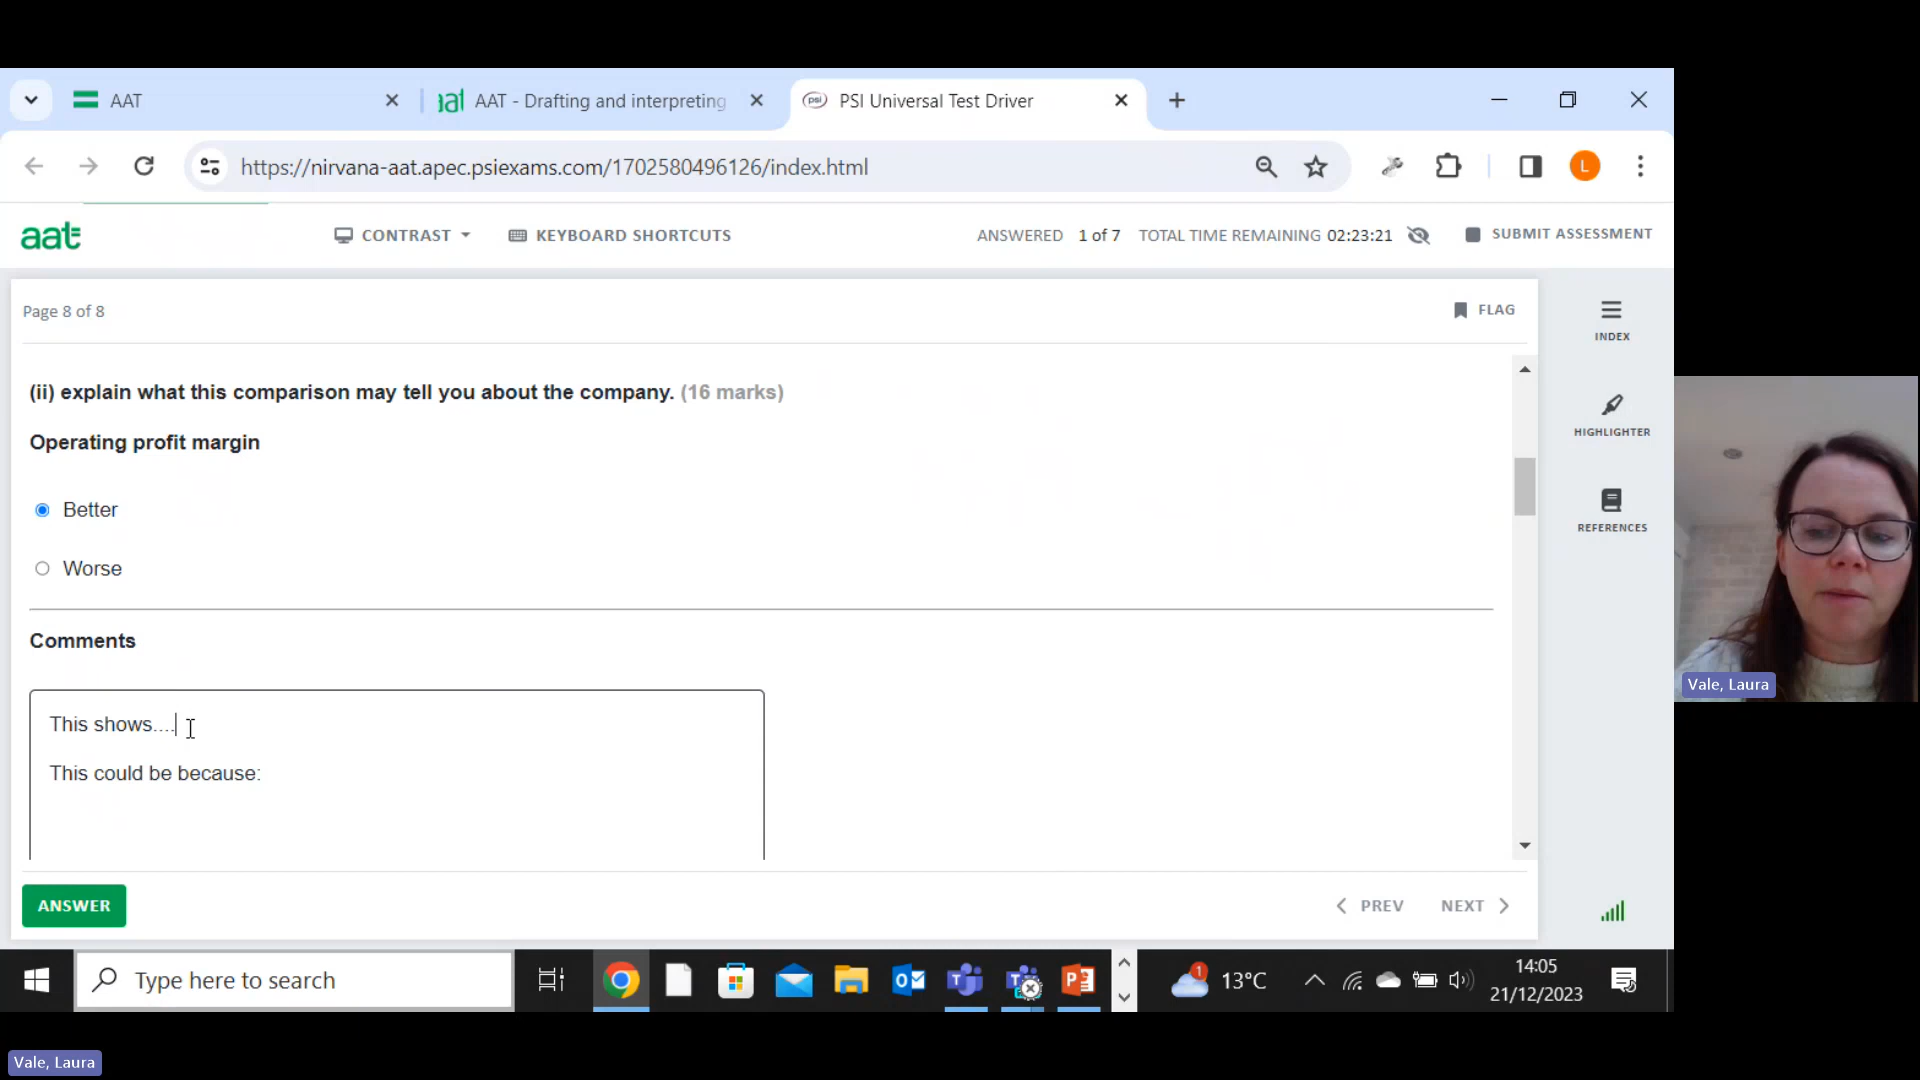 AAT
aat AAT - Drafting and interpreting
psi PSI Universal Test Driver
https://nirvana-aat.apec.psiexams.com/1702580496126/index.html
L
aat
CONTRAST
KEYBOARD SHORTCUTS
ANSWERED 1 of 7 TOTAL TIME REMAINING 02:23:21
SUBMIT ASSESSMENT
Page 8 of 8
FLAG
INDEX
(ii) explain what this comparison may tell you about the company. (16 marks)
HIGHLIGHTER
Operating profit margin
Better
REFERENCES
Worse
Comments
Vale, Laura
This shows....
This could be because:
ANSWER
PREV
NEXT
Type here to search
1
13°C
14:05
21/12/2023
Vale, Laura